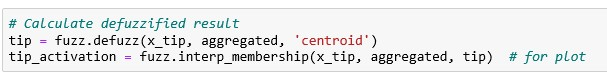 # Calculate defuzzified result
tip = fuzz.defuzz(x_tip, aggregated, 'centroid')
tip_activation = fuzz.interp_membership(x_tip, aggregated, tip)  # for plot